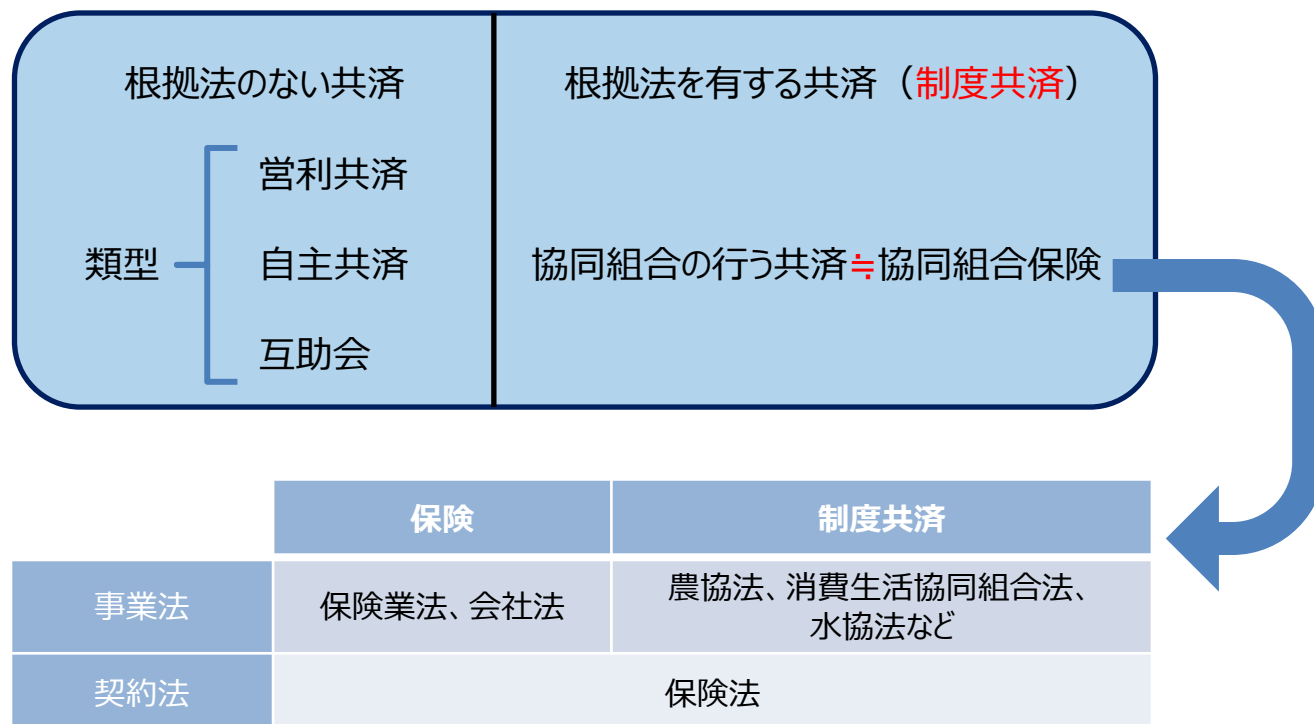 根拠法のない共済
根拠法を有する共済（制度共済）
類型
営利共済
自主共済
互助会
協同組合の行う共済≒協同組合保険
保険
制度共済
事業法
保険業法、会社法
農協法、消費生活協同組合法、
水協法など
契約法
保険法